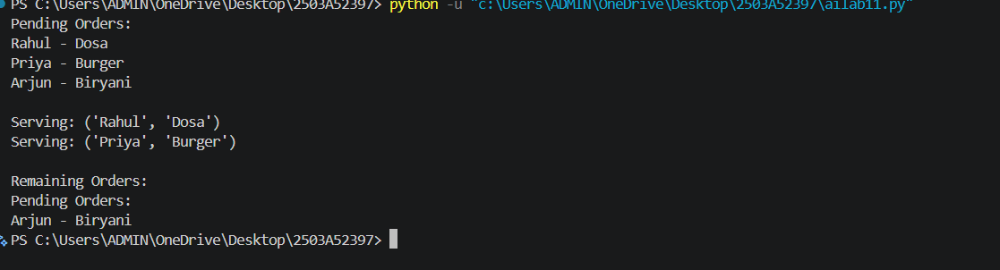 PS C:\Users\ADMIN\OneDrive\Desktop\2503A52397> python -u "c:\Users\ADMIN\OneDrive\Desktop\2503A52397\ailab11.py"
Pending Orders:
Rahul - Dosa
Priya - Burger
Arjun - Biryani
Serving: ('Rahul', 'Dosa')
Serving: ('Priya', 'Burger')
Remaining Orders:
Pending Orders:
Arjun - Biryani
PS C:\Users\ADMIN\OneDrive\Desktop\2503A52397>